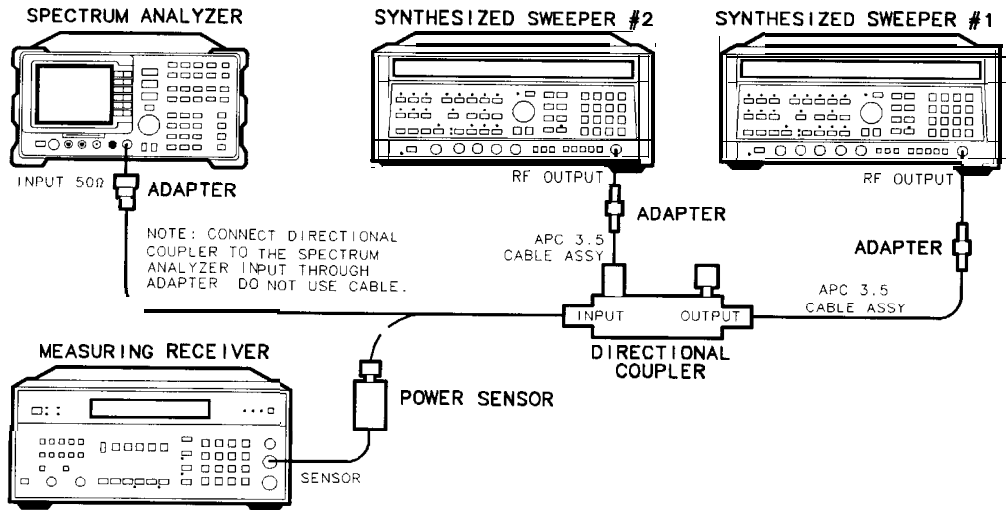 SPECTRUM ANALYZER
SYNTHESIZED SWEEPER #2
SYNTHESIZED SWEEPER #1
INPUT 50Ω
ADAPTER
RF OUTPUT
ADAPTER
RF OUTPUT
ADAPTER
NOTE: CONNECT DIRECTIONAL
COUPLER TO THE SPECTRUM
ANALYZER INPUT THROUGH
ADAPTER DO NOT USE CABLE.
APC 3.5
CABLE ASSY
APC 3.5
CABLE ASSY
INPUT
OUTPUT
DIRECTIONAL
COUPLER
MEASURING RECEIVER
POWER SENSOR
SENSOR